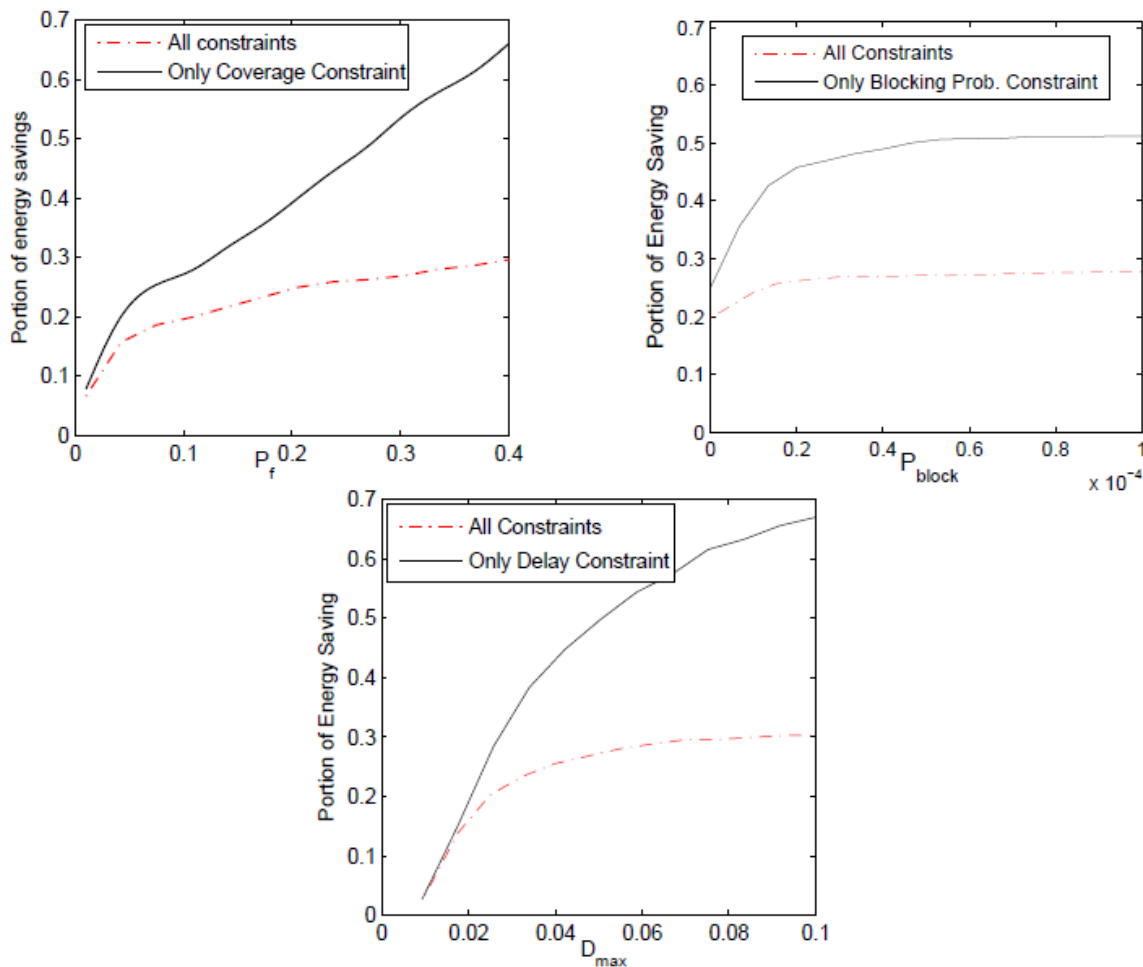 0.7
All constraints
Only Coverage Constraint
0.6
0.5
0.4
0.3
0.2
0.1
0
Portion of energy savings
0 0.1 0.2 0.3 0.4
P_f
0.7
All Constraints
Only Blocking Prob. Constraint
0.6
0.5
0.4
0.3
0.2
0.1
0
Portion of Energy Saving
0 0.2 0.4 0.6 0.8 1
P_block
x 10^-4
0.7
All Constraints
Only Delay Constraint
0.6
0.5
0.4
0.3
0.2
0.1
0
Portion of Energy Saving
0 0.02 0.04 0.06 0.08 0.1
D_max